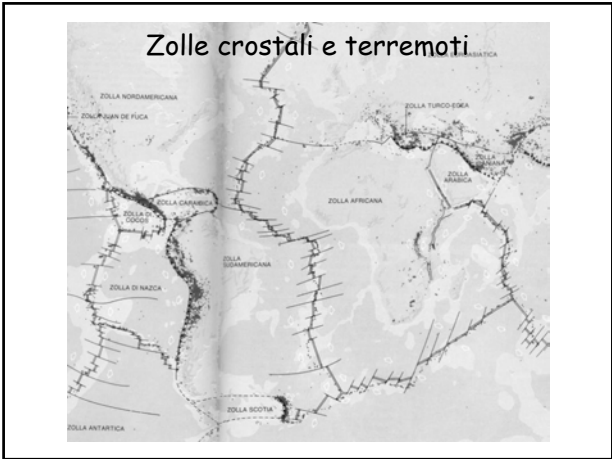 Zolle crostali e terremoti
ZOLLA NORDAMERICANA
ZOLLA JUAN DE FUCA
ZOLLA TURCO-EGEA
ZOLLA
ZOLLA
ARABICA
ZOLLA CARAIBICA
ZOLLA DI
COCOS
ZOLLA AFRICANA
ZOLLA
SUDAMERICANA
ZOLLA DI NAZCA
ZOLLA SCOTIA
ZOLLA ANTARTICA